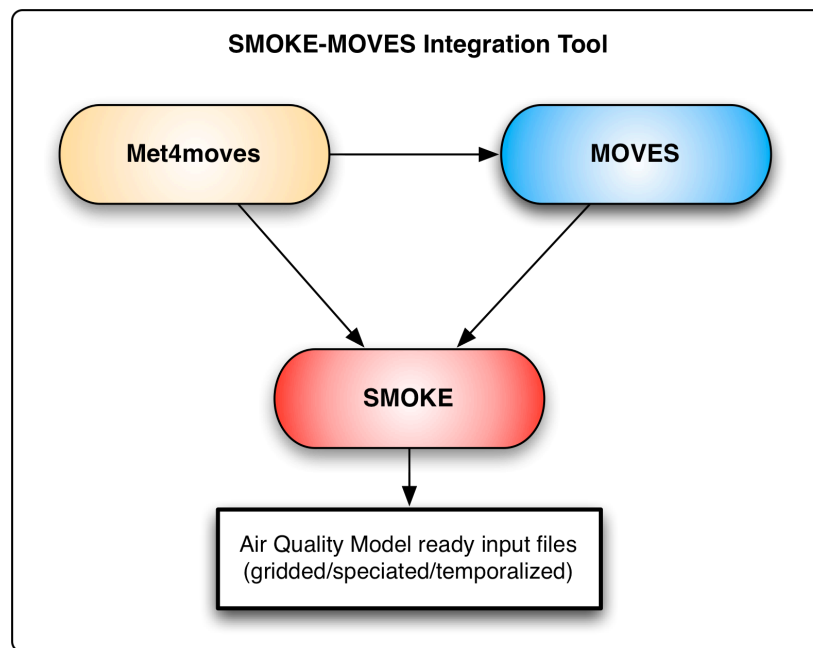 SMOKE-MOVES Integration Tool
Met4moves
MOVES
SMOKE
Air Quality Model ready input files
(gridded/speciated/temporalized)